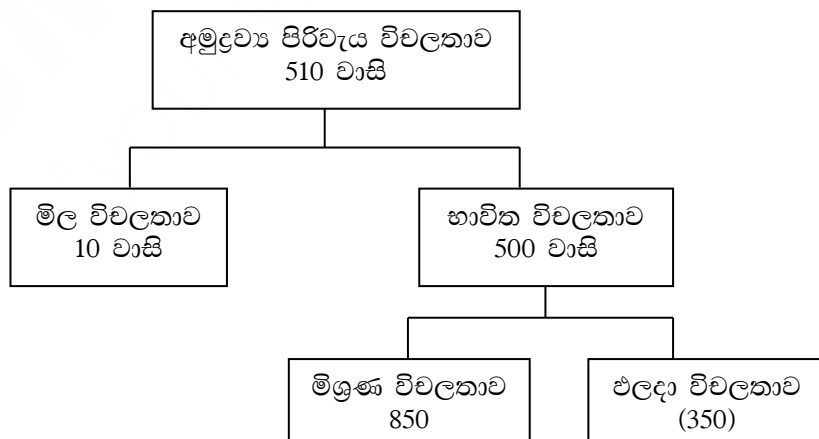 අමුද්‍රව්‍ය පිරිවැය විචලතාව
510 වාසි
මිල විචලතාව
10 වාසි
භාවිත විචලතාව
500 වාසි
මිශ්‍රණ විචලතාව
850
ඵලදා විචලතාව
(350)